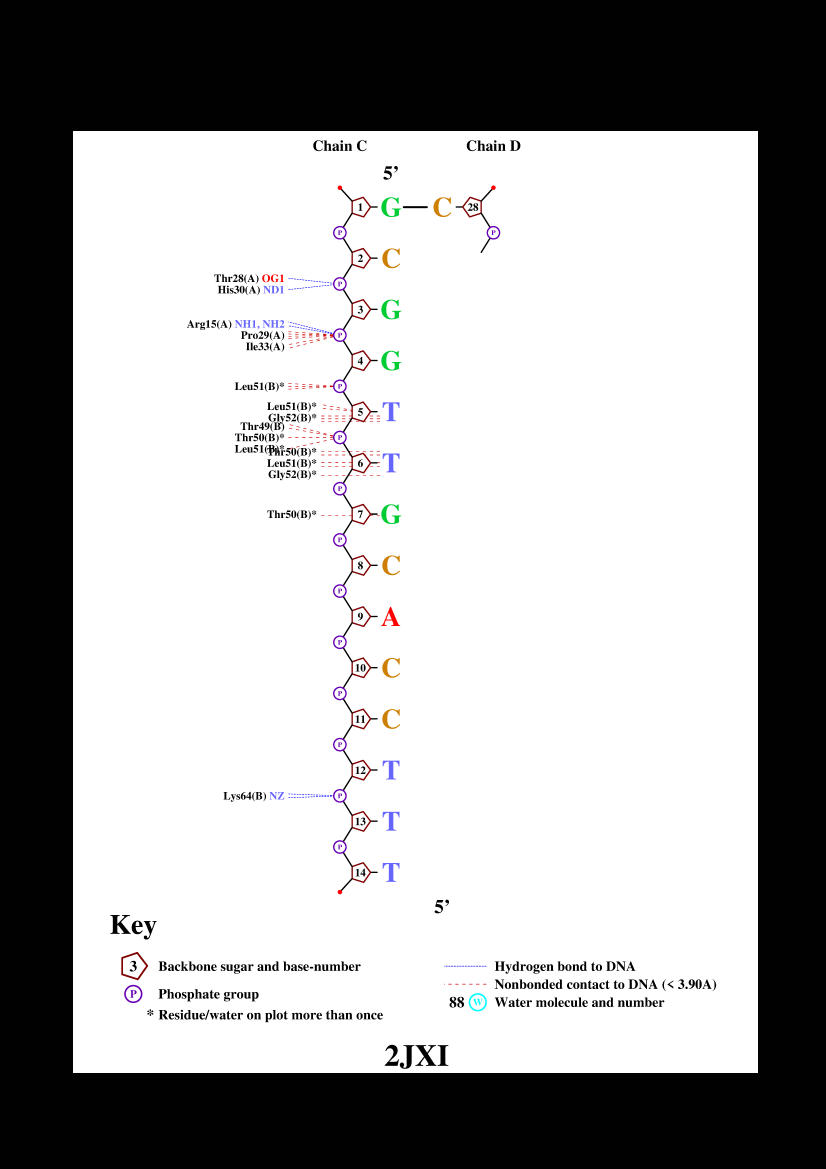 Chain C Chain D
5’
1 G C 28
P P
2 C
Thr28(A) OG1
His30(A) ND1 P
3 G
Arg15(A) NH1, NH2
Pro29(A) P
Ile33(A)
4 G
Leu51(B)* P
Leu51(B)*
5 T
Gly52(B)*
Thr49(B)
Thr50(B)* P
Leu51(B)*
Thr50(B)*
Leu51(B)* 6 T
Gly52(B)*
P
Thr50(B)* 7 G
P
8 C
P
9 A
P
10 C
P
11 C
P
12 T
Lys64(B) NZ P
13 T
P
14 T
5’
Key
3 Backbone sugar and base-number
P Phosphate group
* Residue/water on plot more than once
Hydrogen bond to DNA
Nonbonded contact to DNA (< 3.90A)
88 W Water molecule and number
2JXI